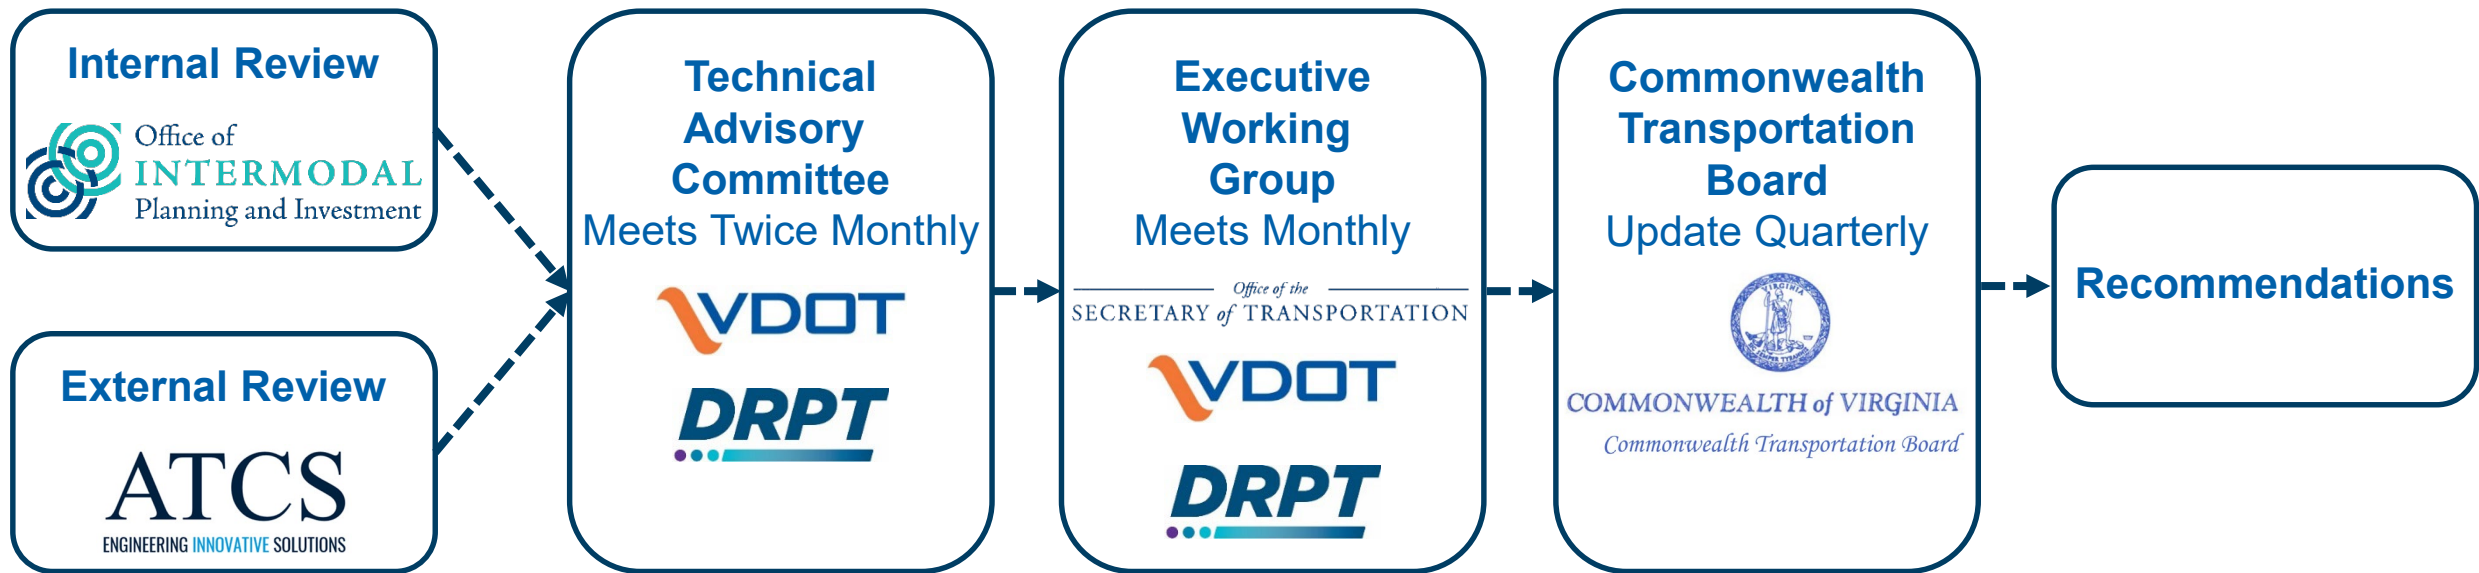 Internal Review
Office of
INTERMODAL
Planning and Investment
External Review
ATCS
ENGINEERING INNOVATIVE SOLUTIONS
Technical
Advisory
Committee
Meets Twice Monthly
VDOT
DRPT
Executive
Working
Group
Meets Monthly
Office of the
SECRETARY of TRANSPORTATION
VDOT
DRPT
Commonwealth
Transportation
Board
Update Quarterly
VIRGINIA
COMMONWEALTH of VIRGINIA
Commonwealth Transportation Board
Recommendations